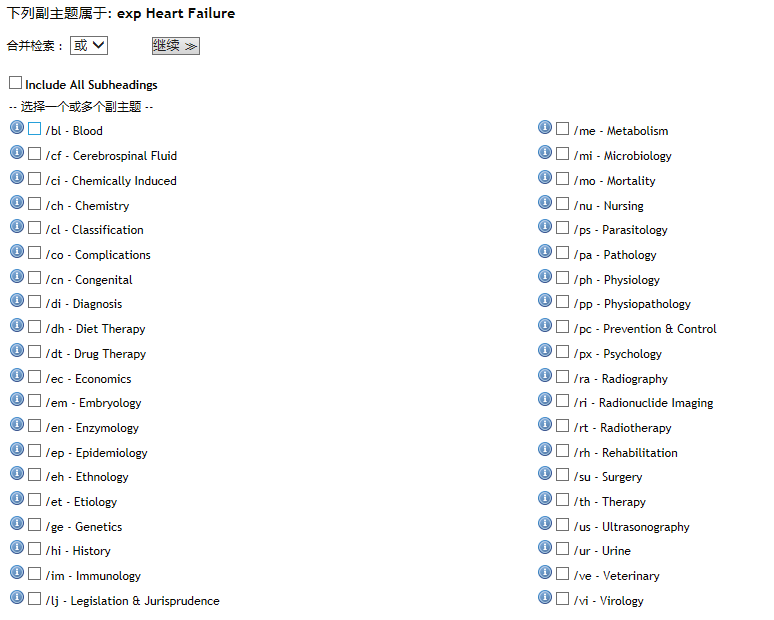 下列副主题属于: exp Heart Failure
合并检索： 或
继续 ≫
Include All Subheadings
-- 选择一个或多个副主题 --
/bl - Blood
/cf - Cerebrospinal Fluid
/ci - Chemically Induced
/ch - Chemistry
/cl - Classification
/co - Complications
/cn - Congenital
/di - Diagnosis
/dh - Diet Therapy
/dt - Drug Therapy
/ec - Economics
/em - Embryology
/en - Enzymology
/ep - Epidemiology
/eh - Ethnology
/et - Etiology
/ge - Genetics
/hi - History
/im - Immunology
/lj - Legislation & Jurisprudence
/me - Metabolism
/mi - Microbiology
/mo - Mortality
/nu - Nursing
/ps - Parasitology
/pa - Pathology
/ph - Physiology
/pp - Physiopathology
/pc - Prevention & Control
/px - Psychology
/ra - Radiography
/ri - Radionuclide Imaging
/rt - Radiotherapy
/rh - Rehabilitation
/su - Surgery
/th - Therapy
/us - Ultrasonography
/ur - Urine
/ve - Veterinary
/vi - Virology